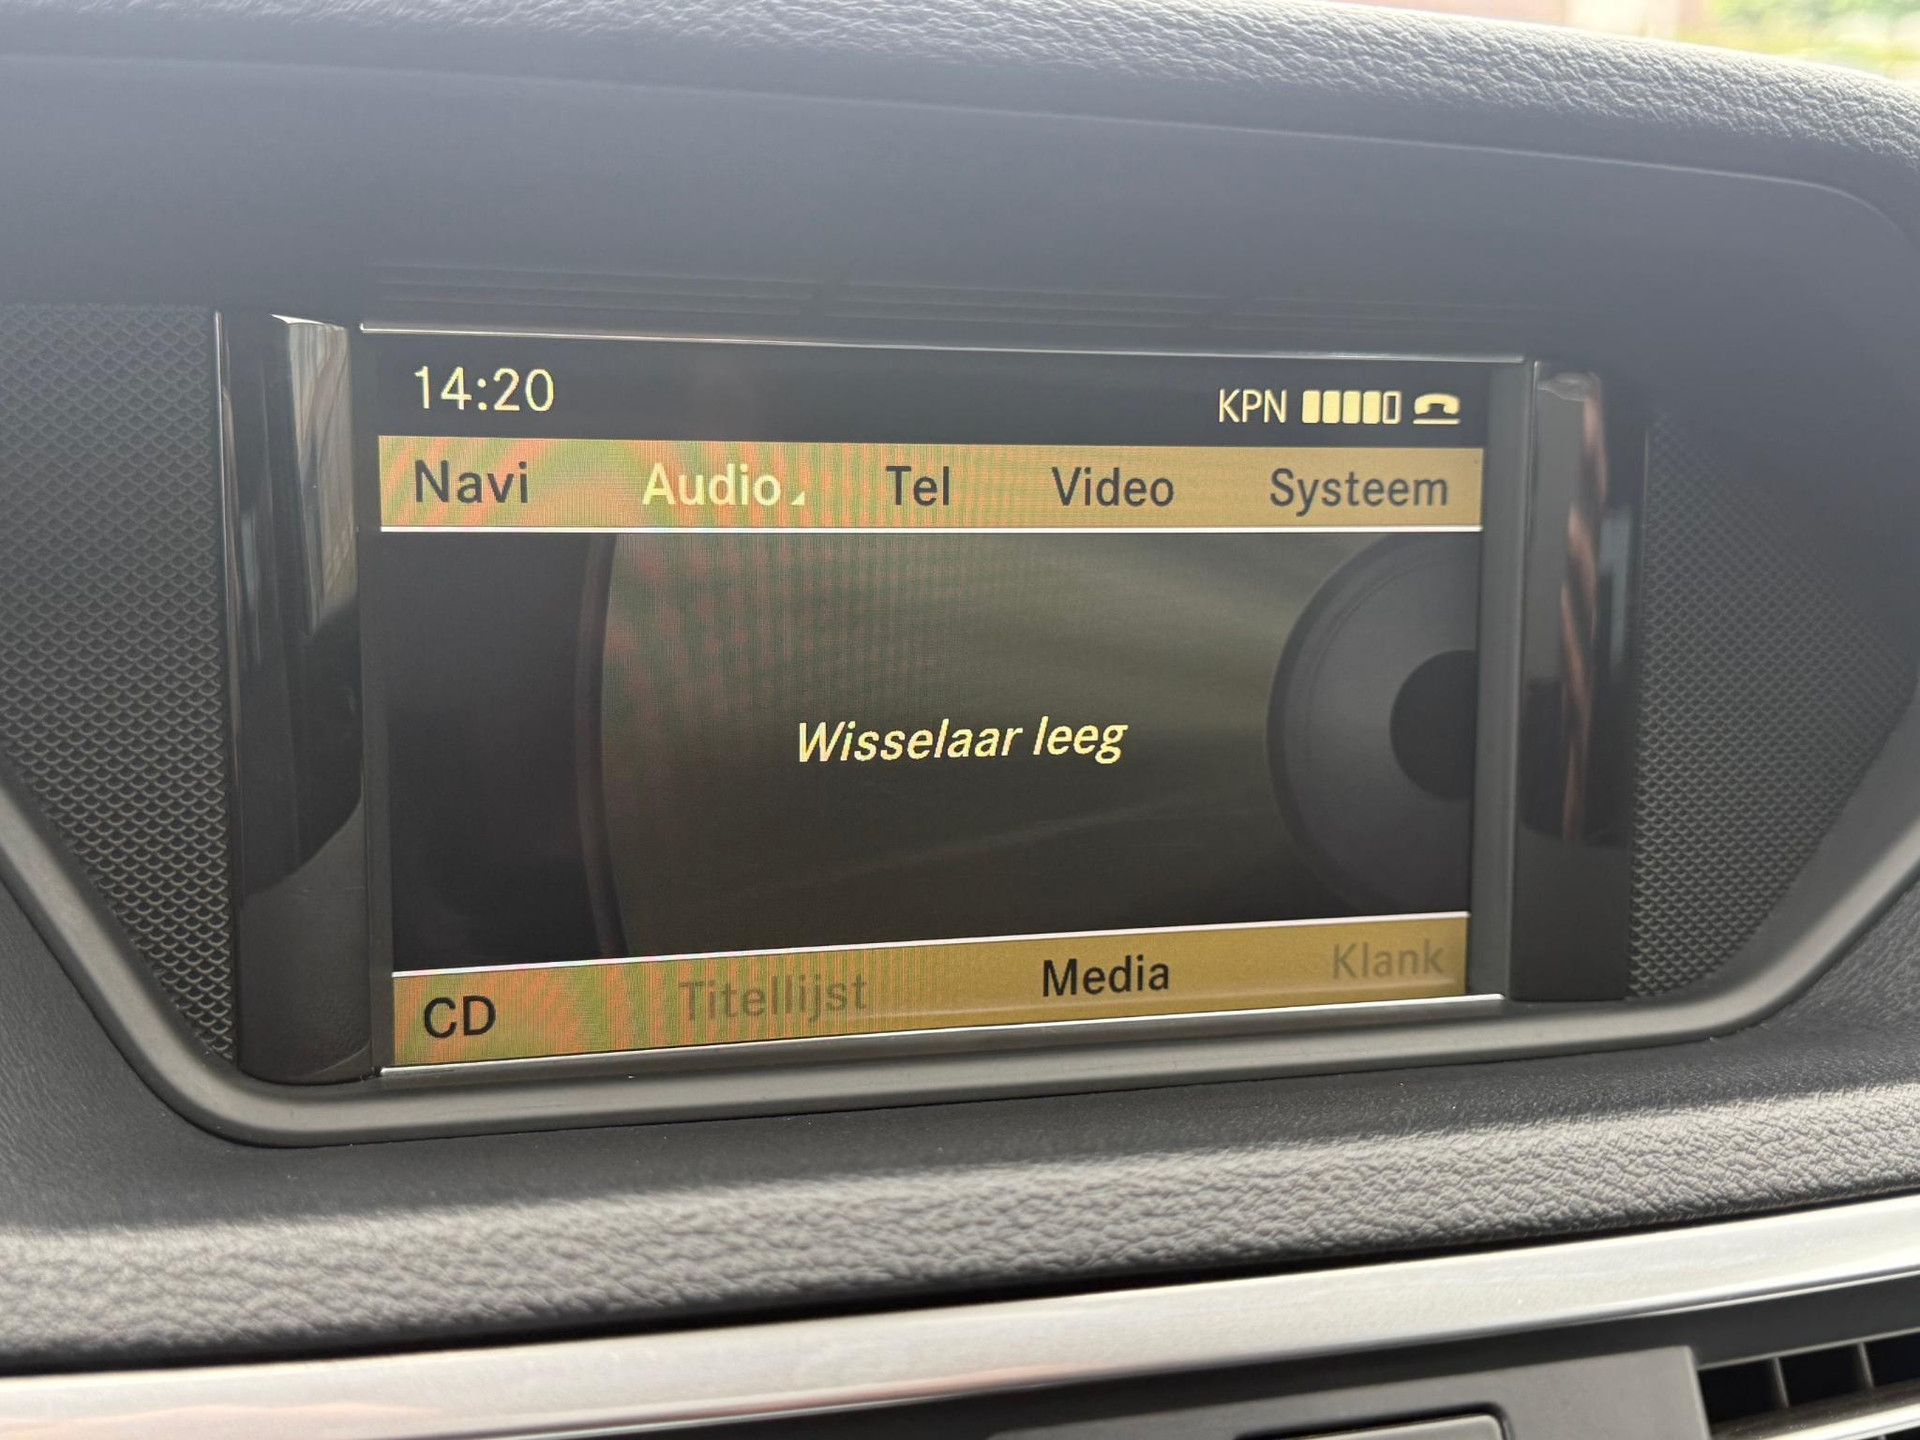 14:20 KPN
Navi Audio Tel Video Systeem
Wisselaar leeg
CD Titellijst Media Klank